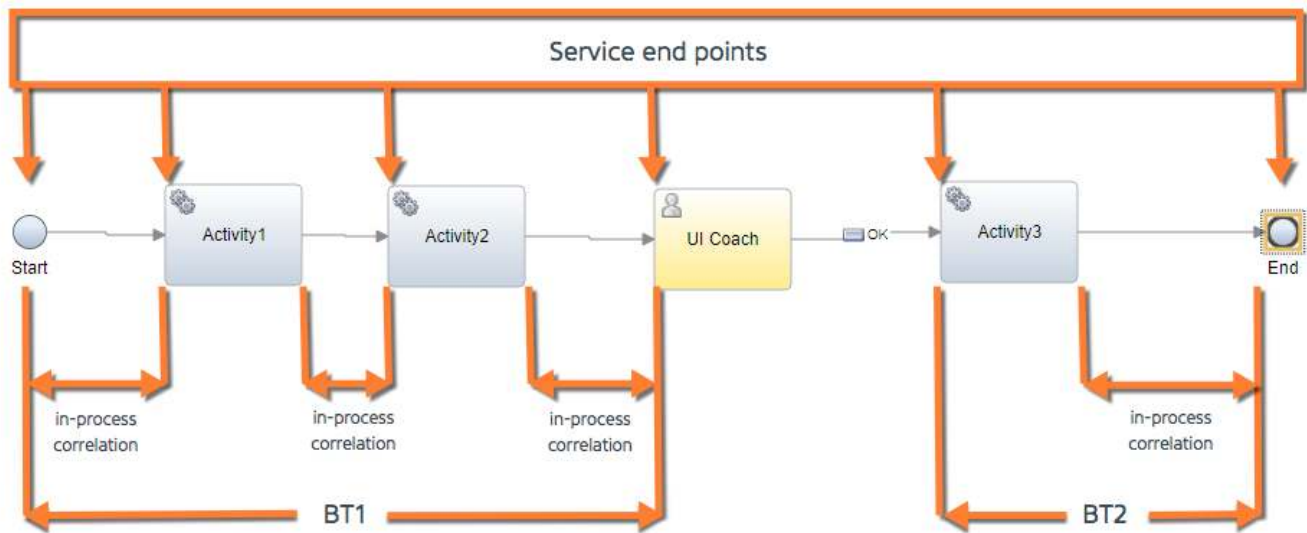 Service end points
Activity1
Activity2
UI Coach
OK
Activity3
Start
End
in-process
correlation
in-process
correlation
in-process
correlation
in-process
correlation
BT1
BT2